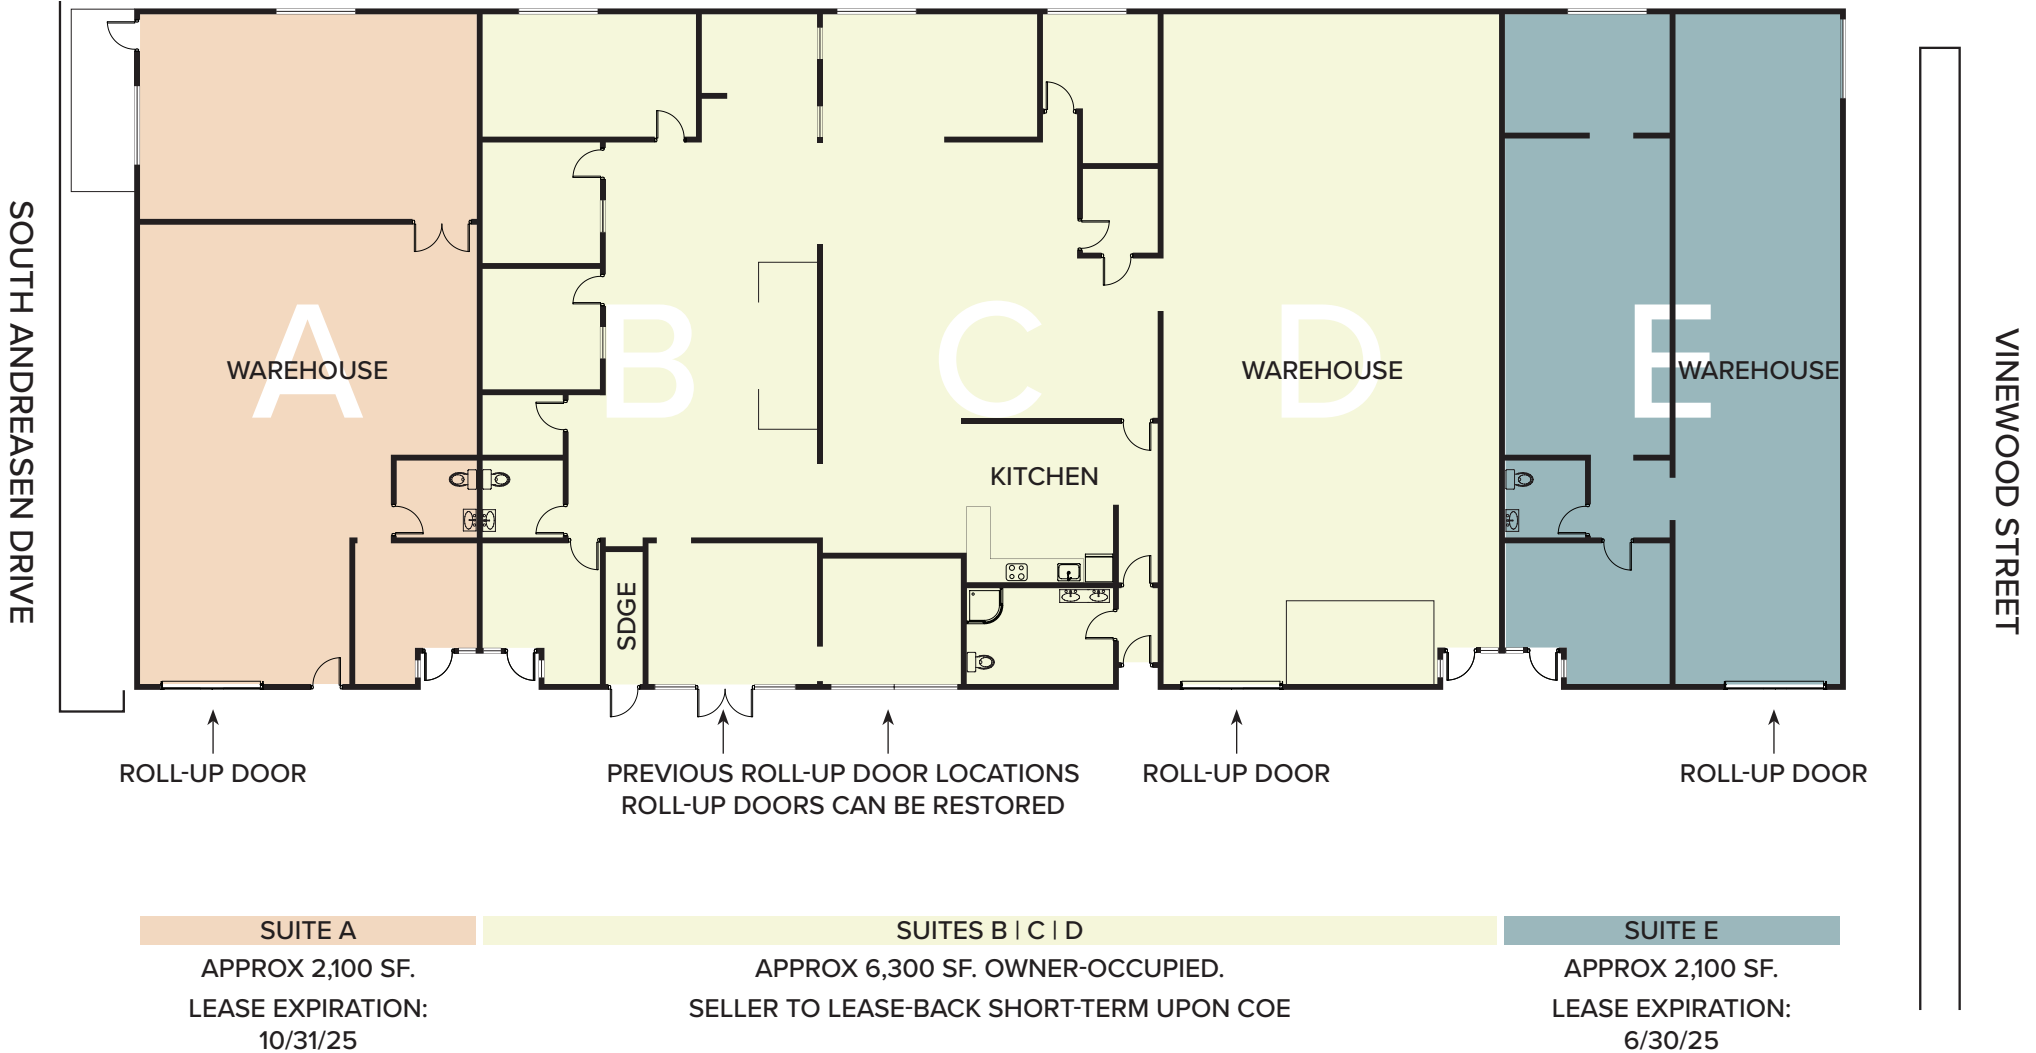 SOUTH ANDREASEN DRIVE
A
WAREHOUSE
B
C
D
WAREHOUSE
E
WAREHOUSE
KITCHEN
SDGE
VINEWOOD STREET
ROLL-UP DOOR
PREVIOUS ROLL-UP DOOR LOCATIONS
ROLL-UP DOORS CAN BE RESTORED
ROLL-UP DOOR
ROLL-UP DOOR
SUITE A
APPROX 2,100 SF.
LEASE EXPIRATION:
10/31/25
SUITES B | C | D
APPROX 6,300 SF. OWNER-OCCUPIED.
SELLER TO LEASE-BACK SHORT-TERM UPON COE
SUITE E
APPROX 2,100 SF.
LEASE EXPIRATION:
6/30/25